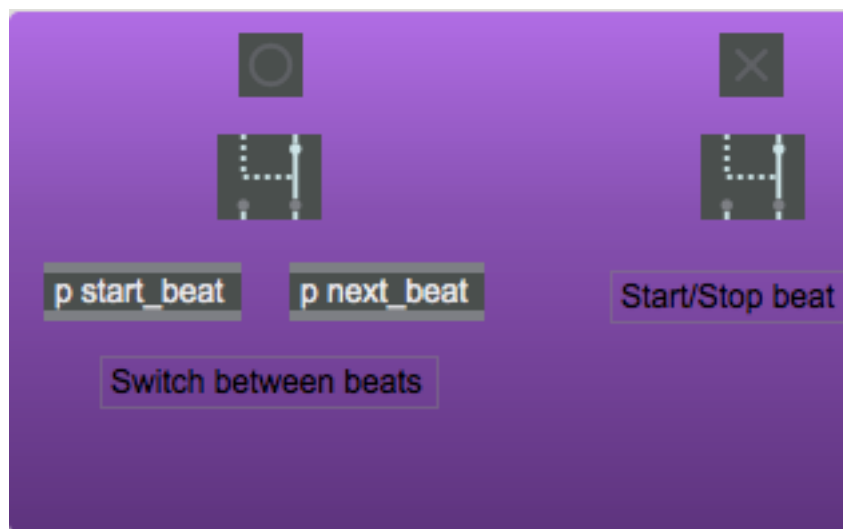 p start_beat
p next_beat
Start/Stop beat
Switch between beats